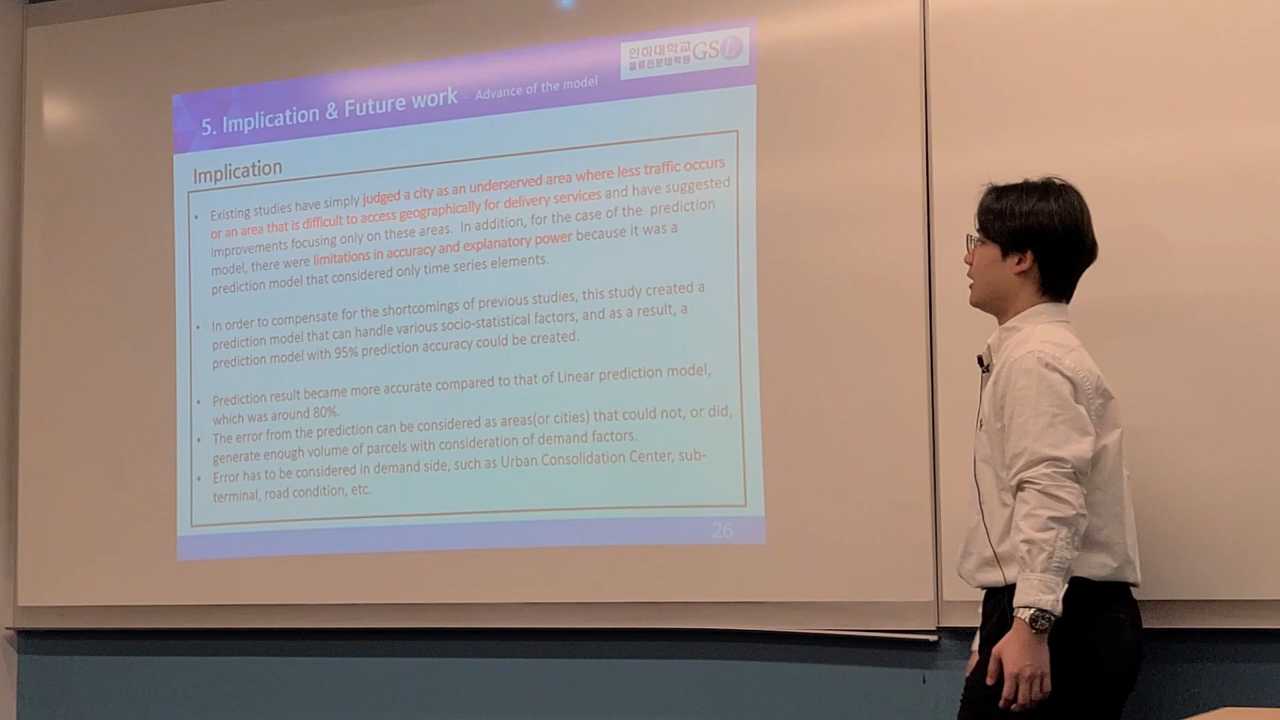 인하대학교
물류전문대학원
GSL
5. Implication & Future work - Advance of the model
Implication
• Existing studies have simply judged a city as an underserved area where less traffic occurs
or an area that is difficult to access geographically for delivery services and have suggested
improvements focusing only on these areas. In addition, for the case of the prediction
model, there were limitations in accuracy and explanatory power because it was a
prediction model that considered only time series elements.
• In order to compensate for the shortcomings of previous studies, this study created a
prediction model that can handle various socio-statistical factors, and as a result, a
prediction model with 95% prediction accuracy could be created.
• Prediction result became more accurate compared to that of Linear prediction model,
which was around 80%.
• The error from the prediction can be considered as areas(or cities) that could not, or did,
generate enough volume of parcels with consideration of demand factors.
• Error has to be considered in demand side, such as Urban Consolidation Center, sub-
terminal, road condition, etc.
26